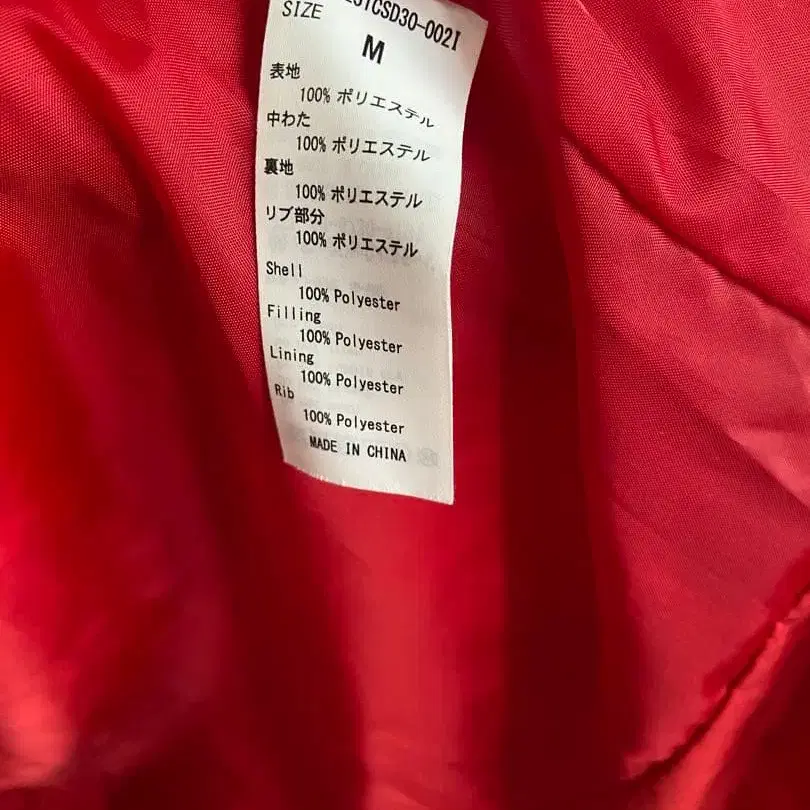 SIZE
TCSD30-002I
M
表地
100% ポリエステル
中わた
100% ポリエステル
裏地
100% ポリエステル
リブ部分
100% ポリエステル
Shell
100% Polyester
Filling
100% Polyester
Lining
100% Polyester
Rib
100% Polyester
MADE IN CHINA